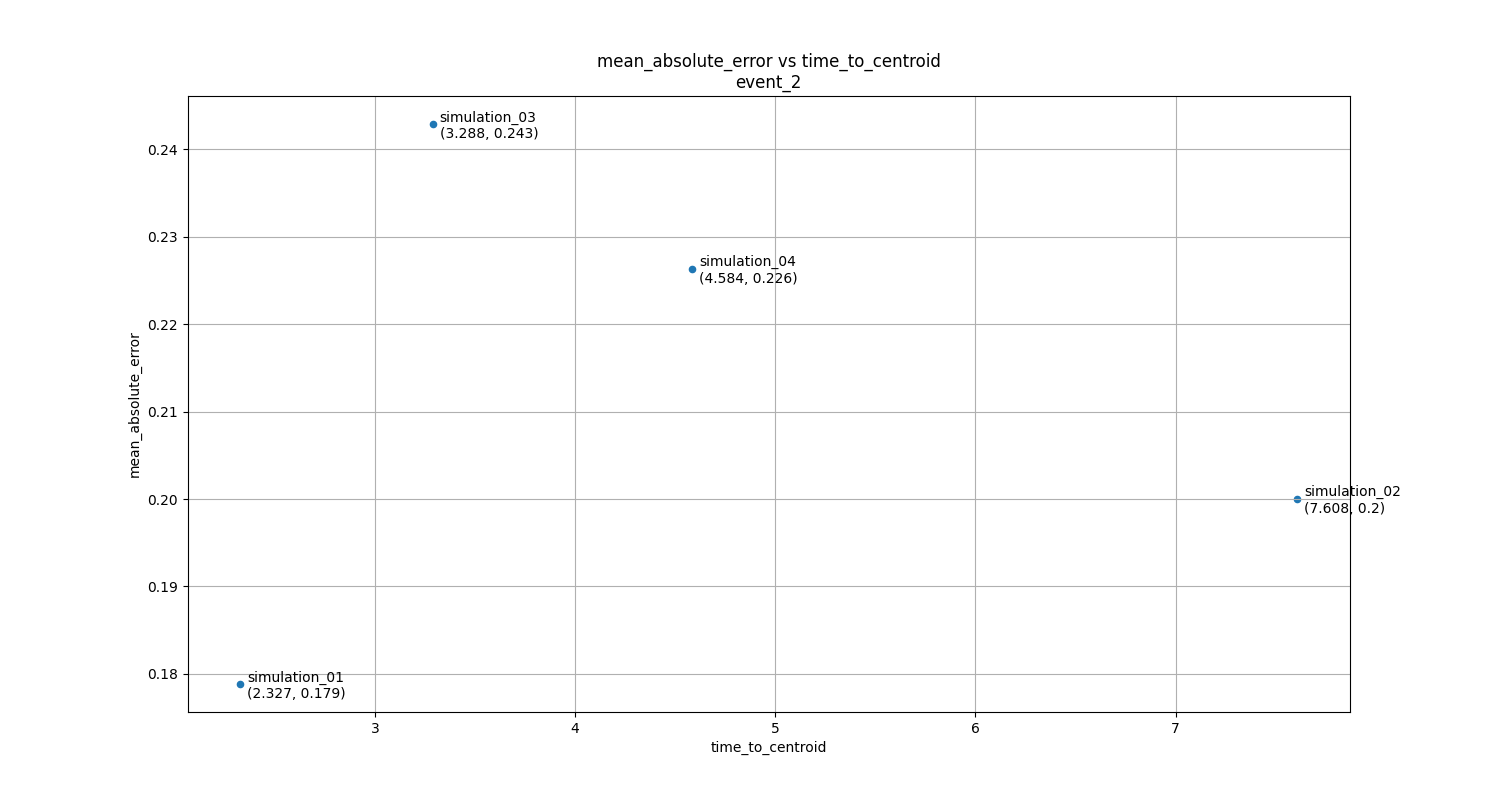 mean_absolute_error vs time_to_centroid
event_2
mean_absolute_error
0.24
0.23
0.22
0.21
0.20
0.19
0.18
simulation_03
(3.288, 0.243)
simulation_04
(4.584, 0.226)
simulation_02
(7.608, 0.2)
simulation_01
(2.327, 0.179)
3
4
5
6
7
time_to_centroid